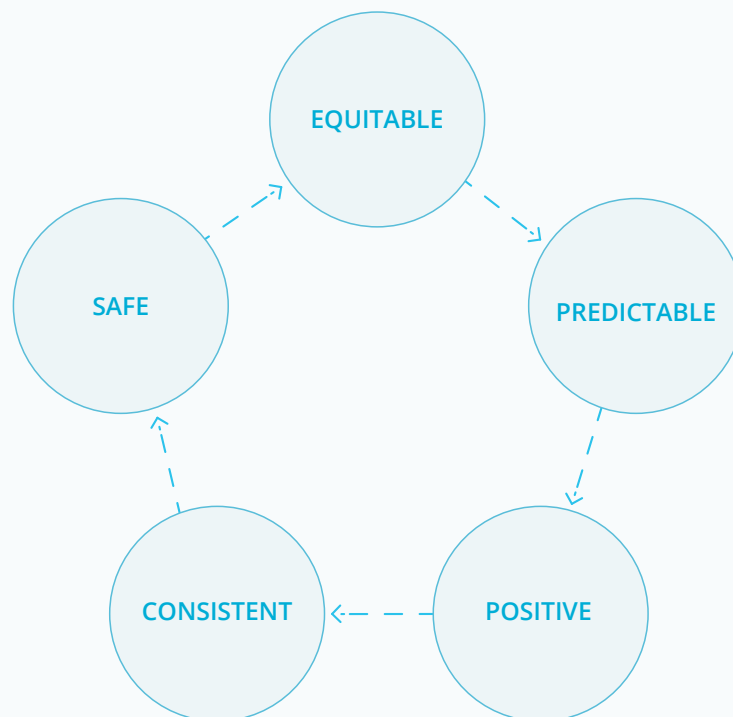 EQUITABLE
PREDICTABLE
POSITIVE
CONSISTENT
SAFE